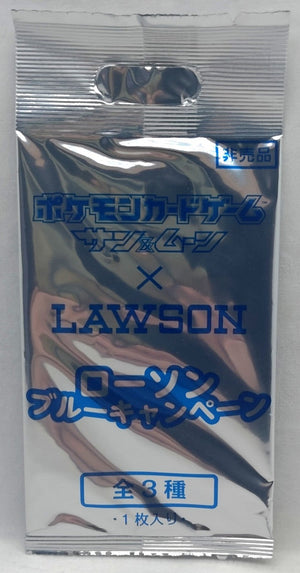 非売品
ポケモンカードゲーム
サン&ムーン
×
LAWSON
ローソン
ブルーキャンペーン
全3種
・1枚入り・